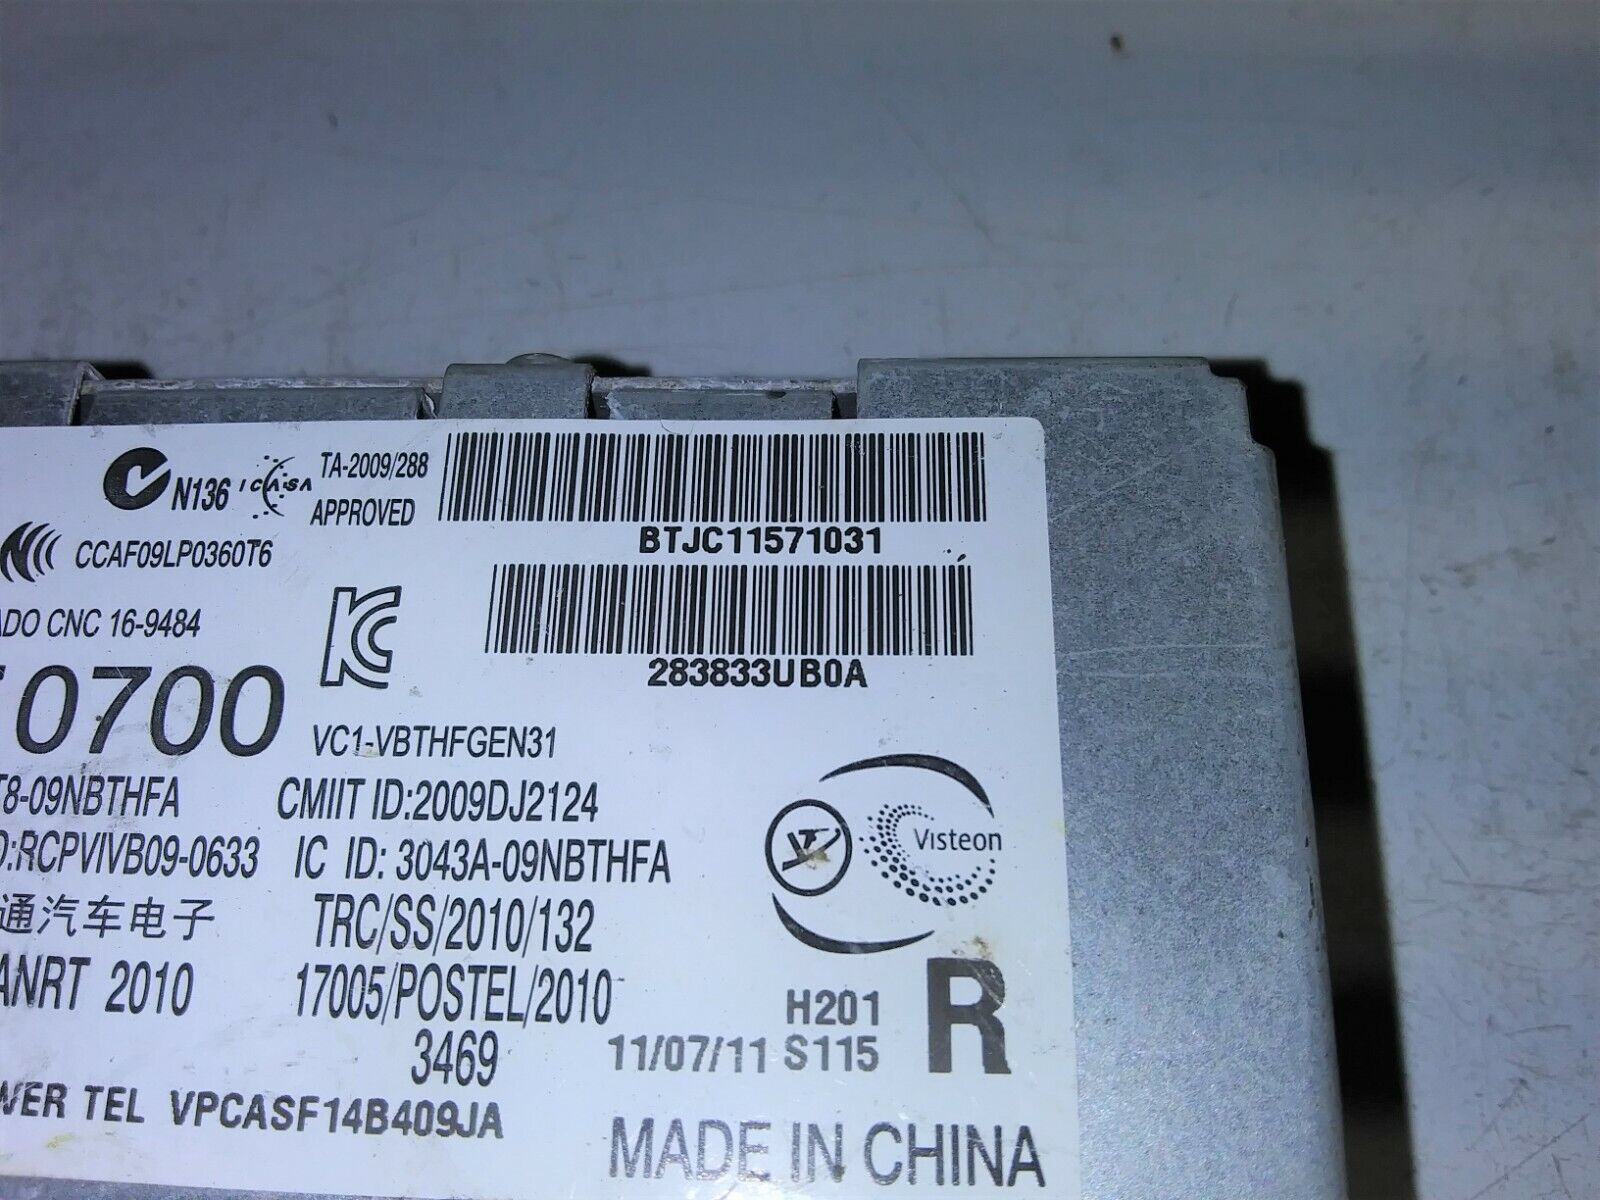 N136 ICASA TA-2009/288
APPROVED
BTJC11571031
CCAF09LP0360T6
283833UB0A
ADO CNC 16-9484
0700
VC1-VBTHFGEN31
T8-09NBTHFA CMIIT ID:2009DJ2124
D:RCPVIVB09-0633 IC ID: 3043A-09NBTHFA
Visteon
通汽车电子 TRC/SS/2010/132
ANRT 2010 17005/POSTEL/2010
H201 R
3469 11/07/11 S115
WER TEL VPCASF14B409JA
MADE IN CHINA